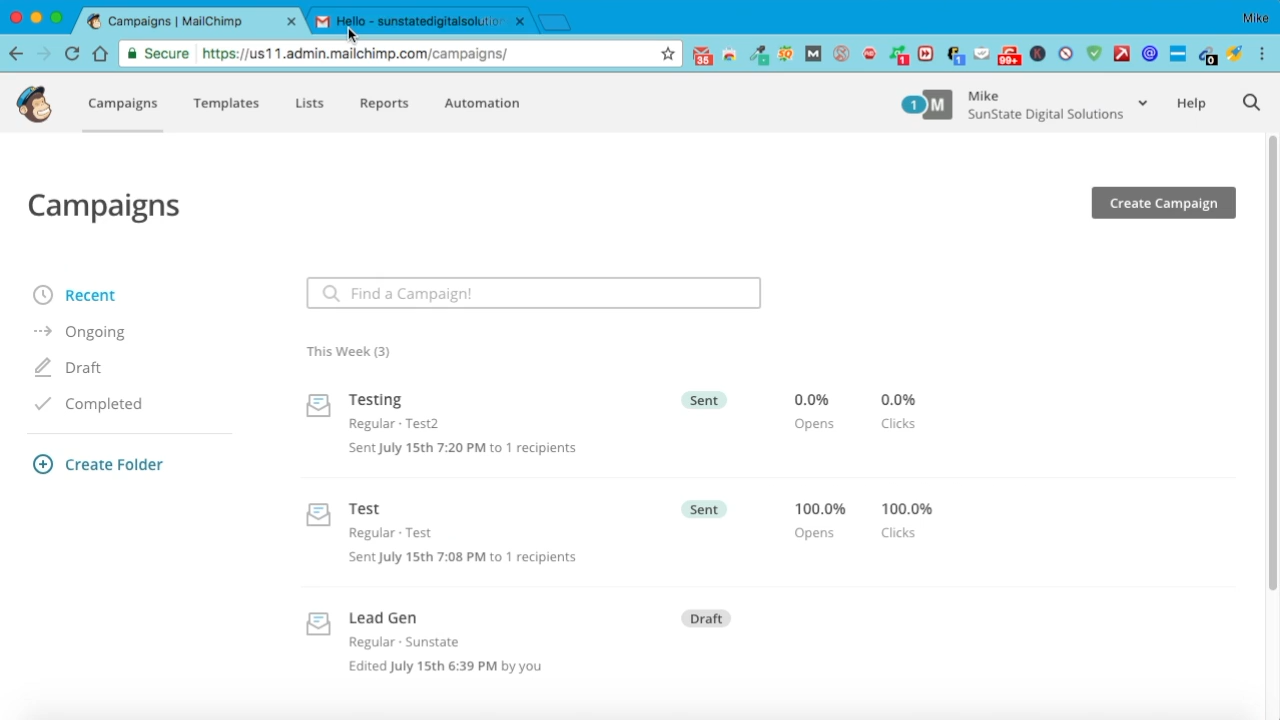 Campaigns | MailChimp
Hello - sunstatedigitalsolution
Mike
Secure https://us11.admin.mailchimp.com/campaigns/
35
1
1
99+
0
Campaigns Templates Lists Reports Automation
1 M
Mike
SunState Digital Solutions
Help
Campaigns
Create Campaign
Recent
Ongoing
Draft
Completed
Create Folder
Find a Campaign!
This Week (3)
Testing Sent 0.0% 0.0%
Regular · Test2 Opens Clicks
Sent July 15th 7:20 PM to 1 recipients
Test Sent 100.0% 100.0%
Regular · Test Opens Clicks
Sent July 15th 7:08 PM to 1 recipients
Lead Gen Draft
Regular · Sunstate
Edited July 15th 6:39 PM by you